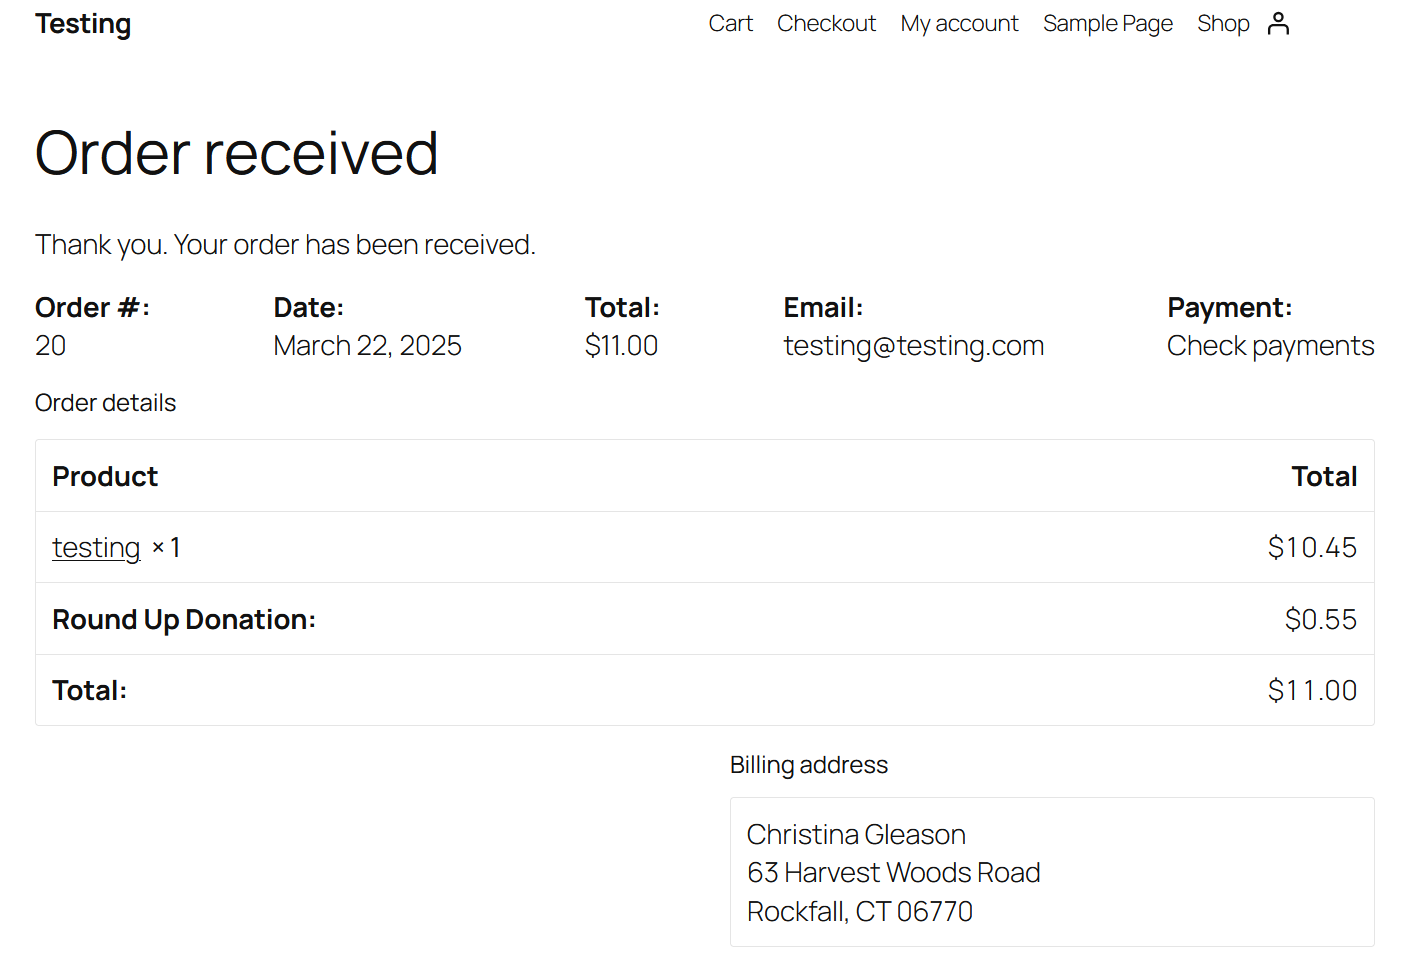 Testing
Cart Checkout My account Sample Page Shop
Order received
Thank you. Your order has been received.
Order #: Date: Total: Email: Payment:
20 March 22, 2025 $11.00 testing@testing.com Check payments
Order details
Product Total
testing × 1 $10.45
Round Up Donation: $0.55
Total: $11.00
Billing address
Christina Gleason
63 Harvest Woods Road
Rockfall, CT 06770